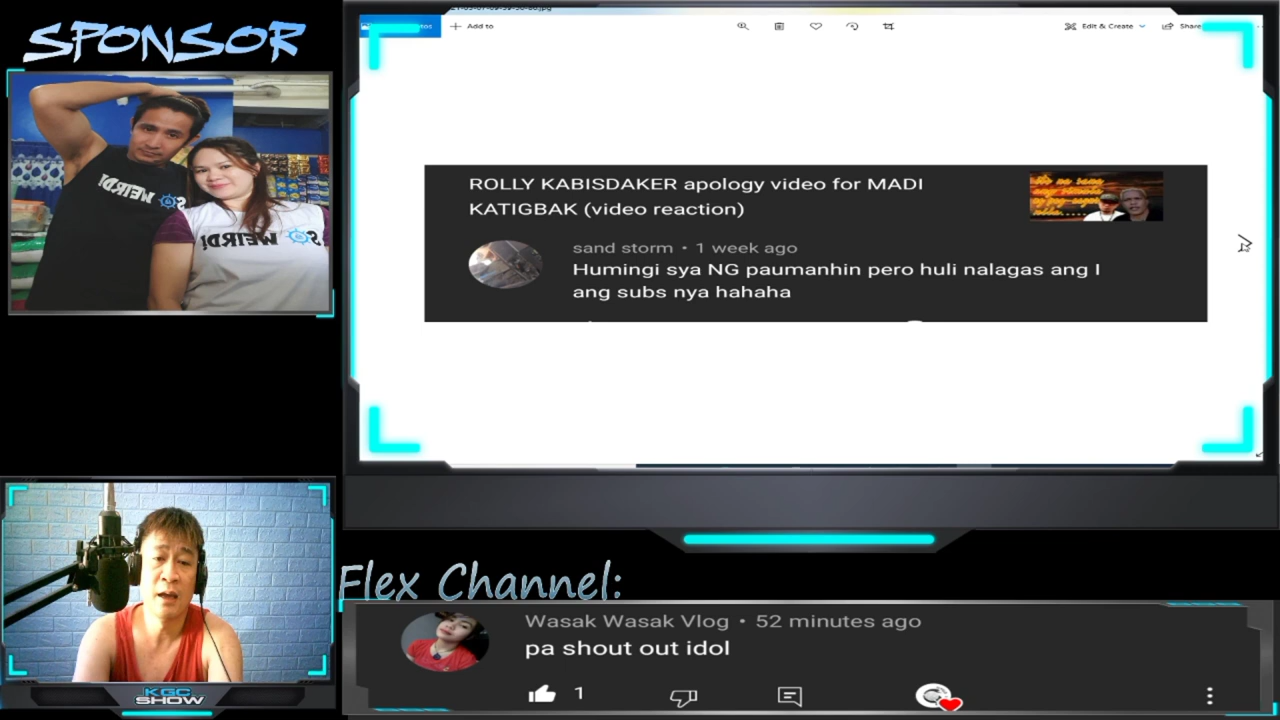 SPONSOR
Add to
Edit & Create
Share
ROLLY KABISDAKER apology video for MADI
KATIGBAK (video reaction)
sand storm • 1 week ago
Humingi sya NG paumanhin pero huli nalagas ang I
ang subs nya hahaha
WEIRD!
WEIRD!
KGC
SHOW
Flex Channel:
Wasak Wasak Vlog • 52 minutes ago
pa shout out idol
1